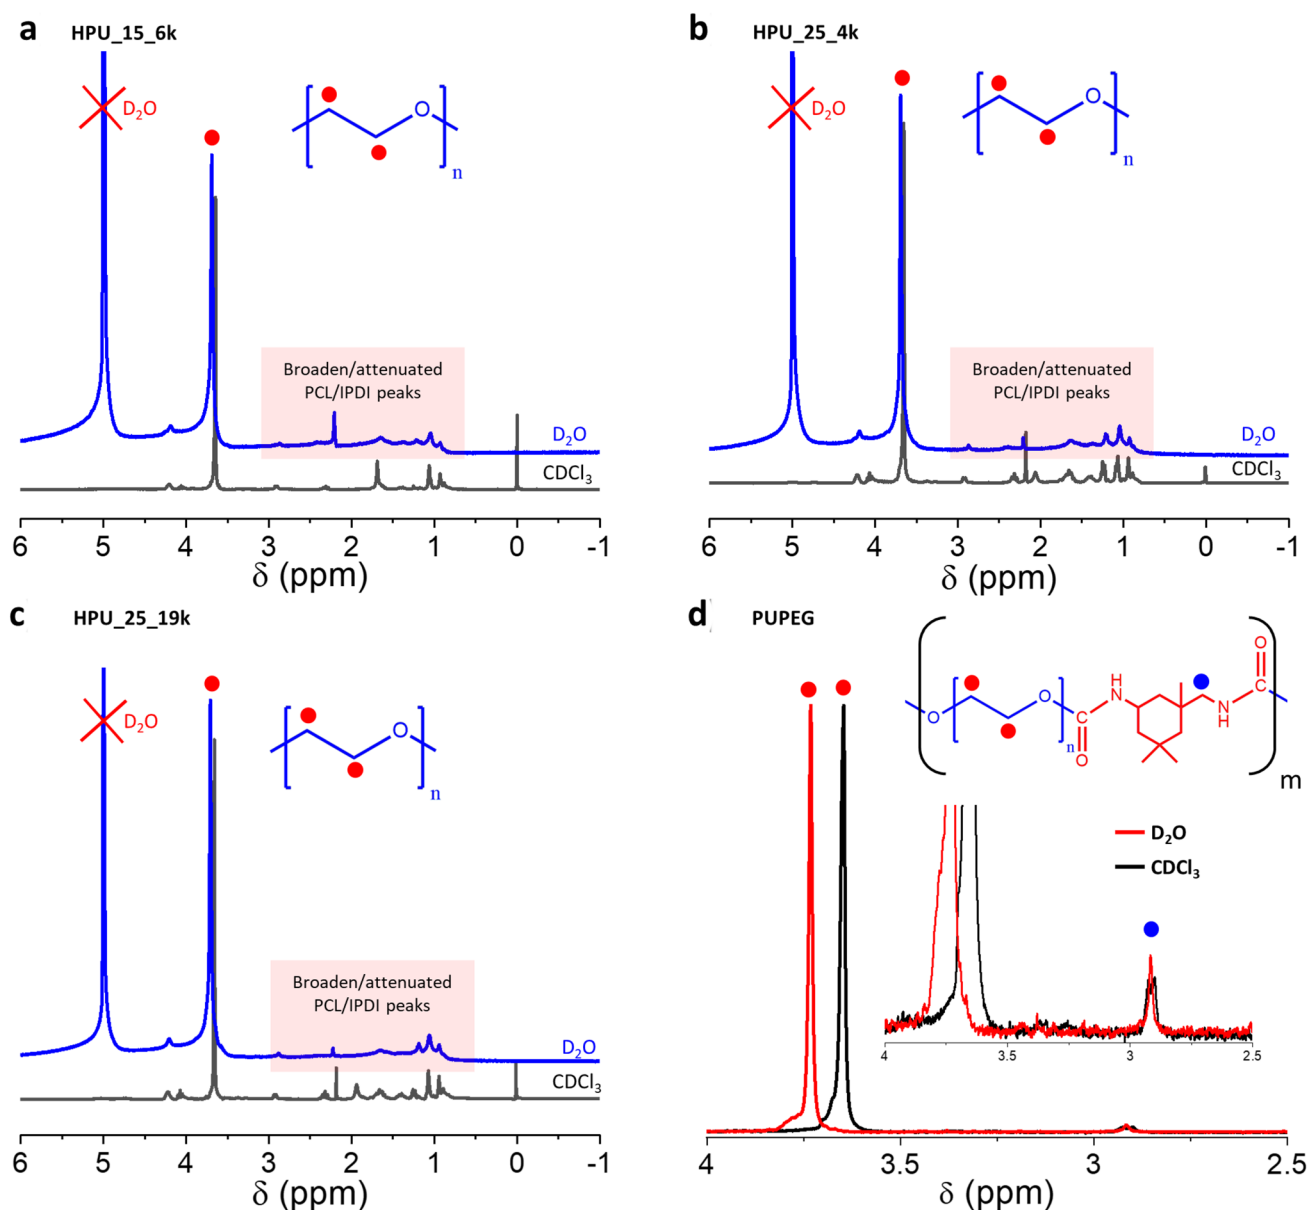 a HPU_15_6k
D₂O
O
n
Broaden/attenuated
PCL/IPDI peaks
D₂O
CDCl₃
6 5 4 3 2 1 0 -1
δ (ppm)
b HPU_25_4k
D₂O
O
n
Broaden/attenuated
PCL/IPDI peaks
D₂O
CDCl₃
6 5 4 3 2 1 0 -1
δ (ppm)
c HPU_25_19k
D₂O
O
n
Broaden/attenuated
PCL/IPDI peaks
D₂O
CDCl₃
6 5 4 3 2 1 0 -1
δ (ppm)
d PUPEG
O
O
H
N
O
n
O
N
H
m
D₂O
CDCl₃
4 3.5 3 2.5
4 3.5 3 2.5
δ (ppm)